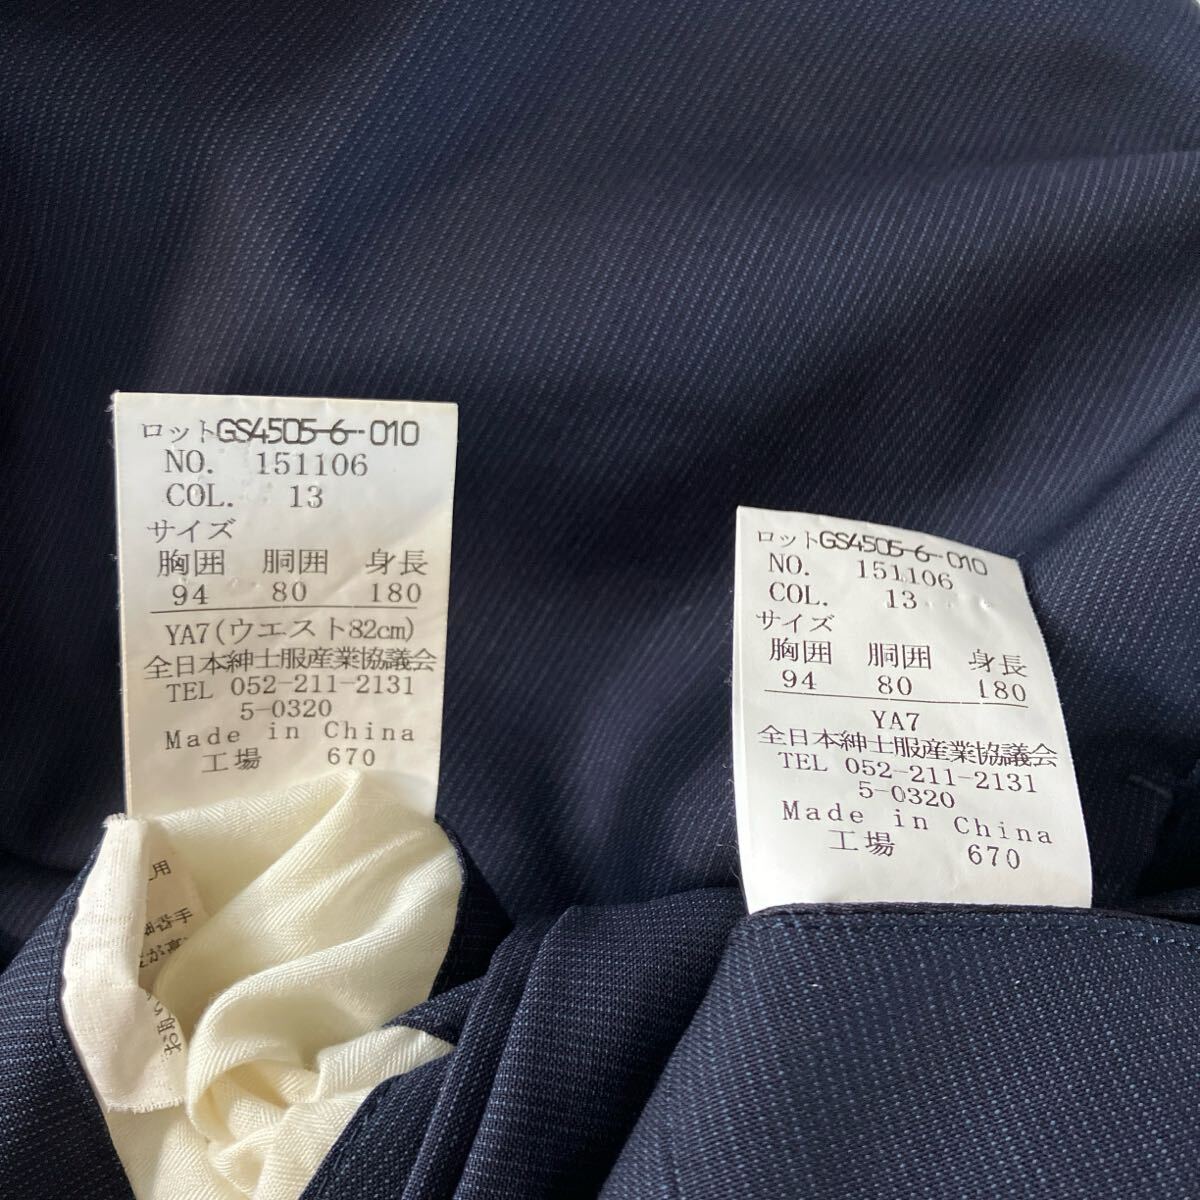 ロットGS4505-6-010
NO. 151106
COL. 13
サイズ
胸囲 胴囲 身長
94 80 180
YA7(ウエスト82cm)
全日本紳士服産業協議会
TEL 052-211-2131
5-0320
Made in China
工場 670
ロットGS4505-6-010
NO. 151106
COL. 13
サイズ
胸囲 胴囲 身長
94 80 180
YA7
全日本紳士服産業協議会
TEL 052-211-2131
5-0320
Made in China
工場 670